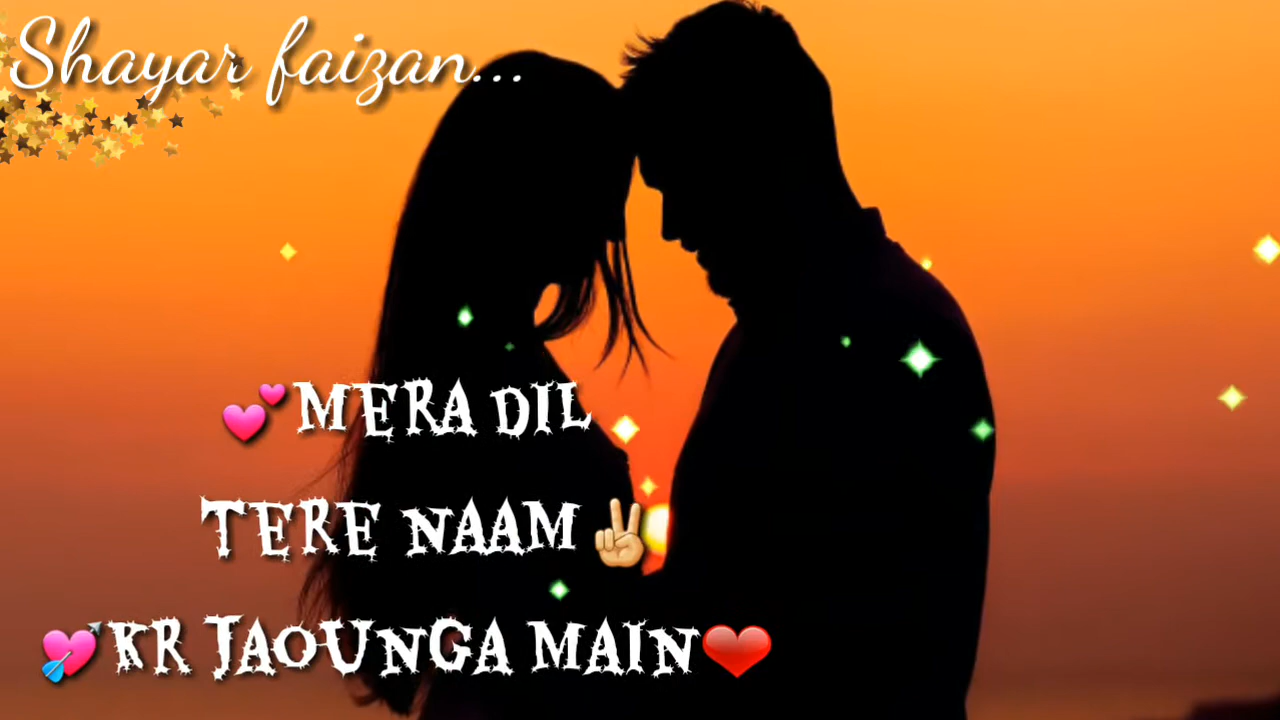 Shayar faizan...
💕MERA DIL
TERE NAAM✌🏼
💘KR JAOUNGA MAIN❤️